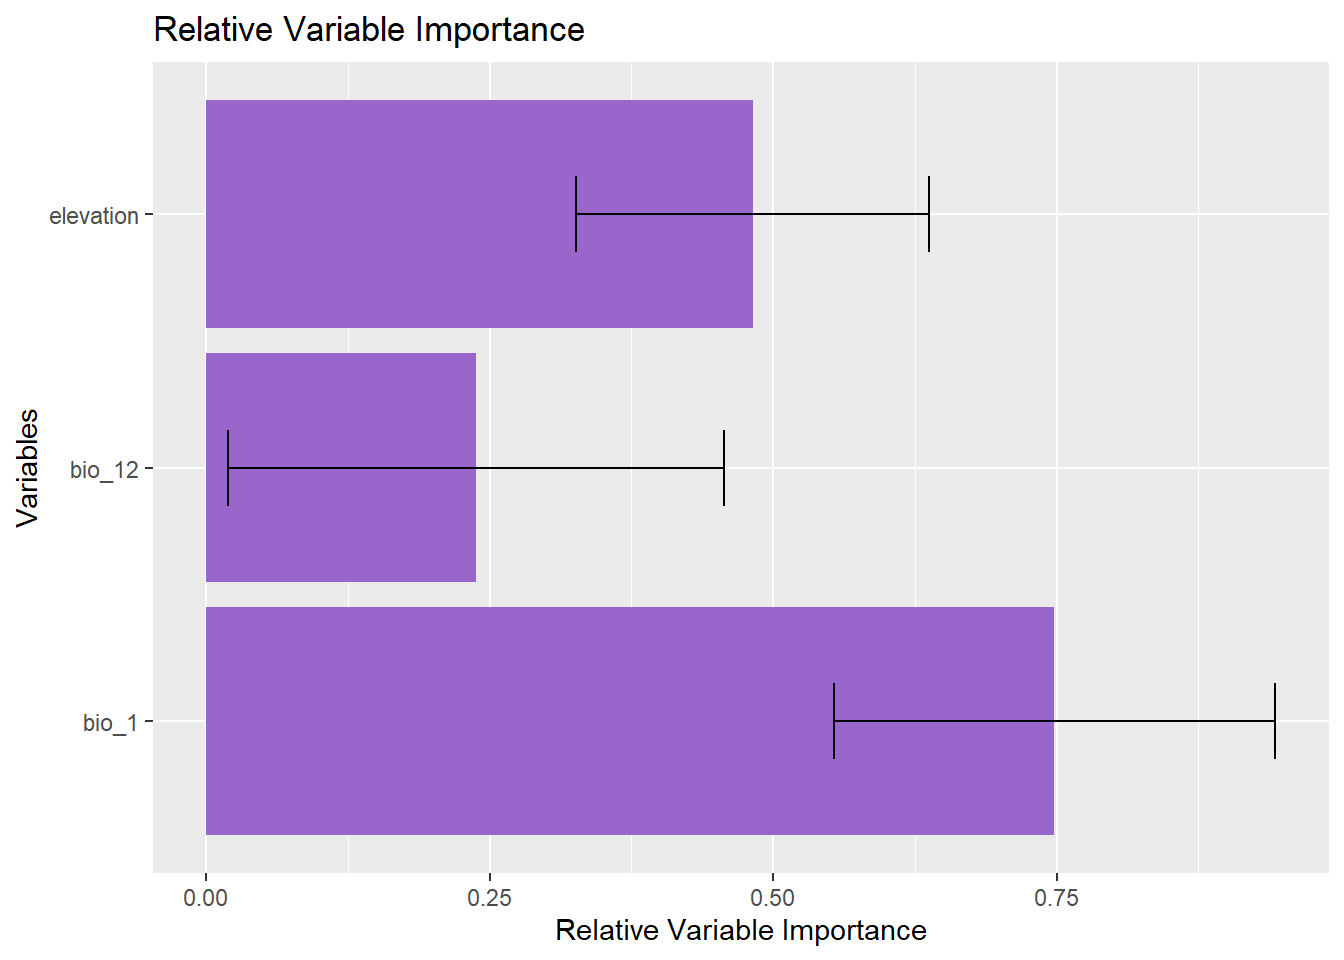 Relative Variable Importance
elevation
bio_12
bio_1
Variables
0.00 0.25 0.50 0.75
Relative Variable Importance